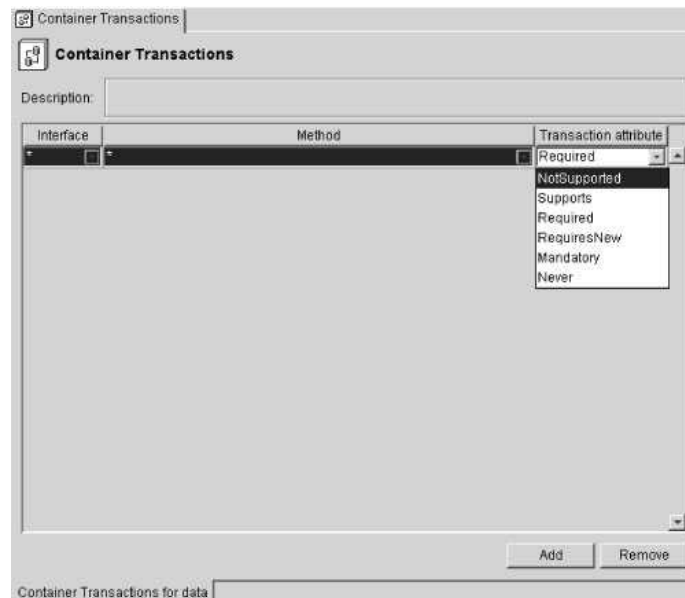 Container Transactions
Container Transactions
Description:
Interface Method Transaction attribute
* * Required
NotSupported
Supports
Required
RequiresNew
Mandatory
Never
Add Remove
Container Transactions for data